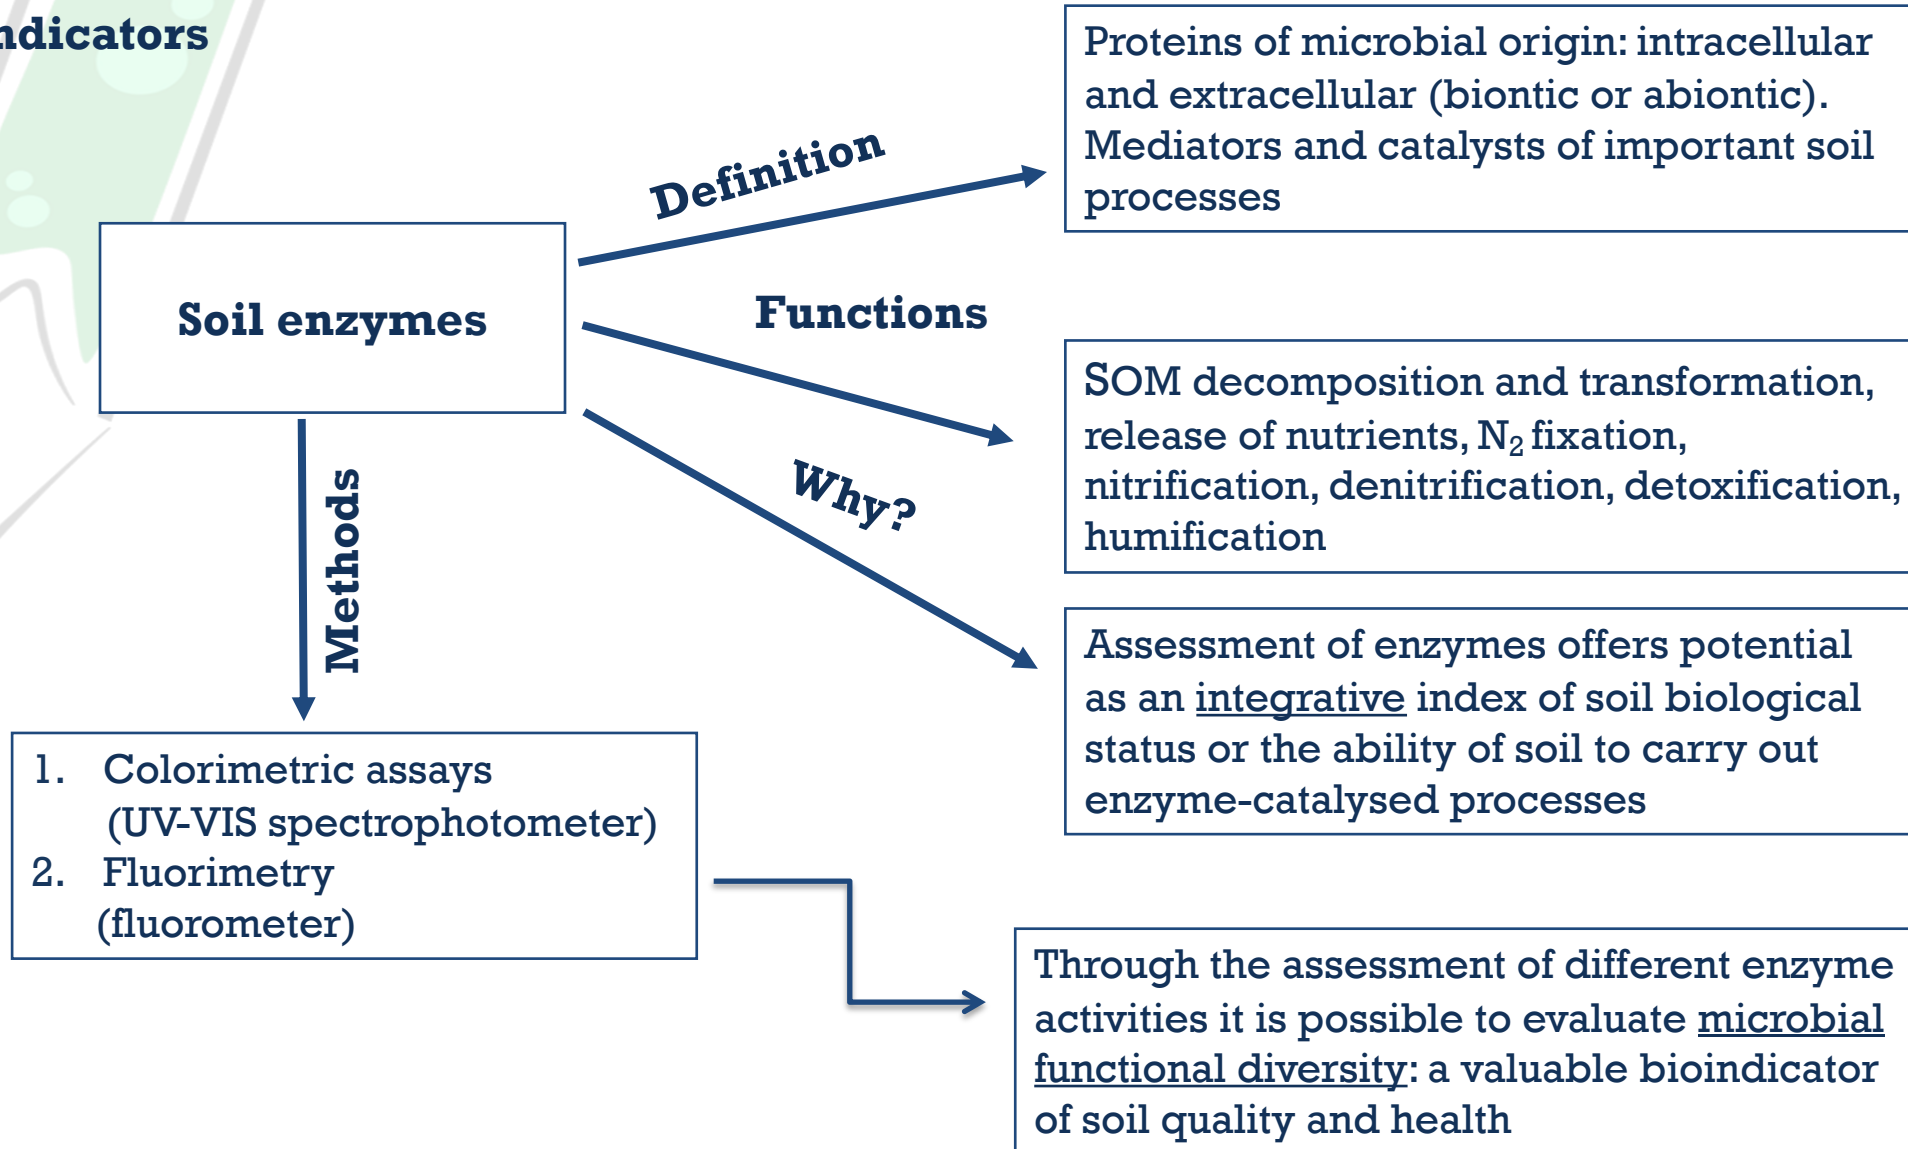 ndicators
Proteins of microbial origin: intracellular
and extracellular (biontic or abiontic).
Mediators and catalysts of important soil
processes
Definition
Soil enzymes
Functions
SOM decomposition and transformation,
release of nutrients, N₂ fixation,
nitrification, denitrification, detoxification,
humification
Why?
Assessment of enzymes offers potential
as an integrative index of soil biological
status or the ability of soil to carry out
enzyme-catalysed processes
Methods
1. Colorimetric assays
(UV-VIS spectrophotometer)
2. Fluorimetry
(fluorometer)
Through the assessment of different enzyme
activities it is possible to evaluate microbial
functional diversity: a valuable bioindicator
of soil quality and health